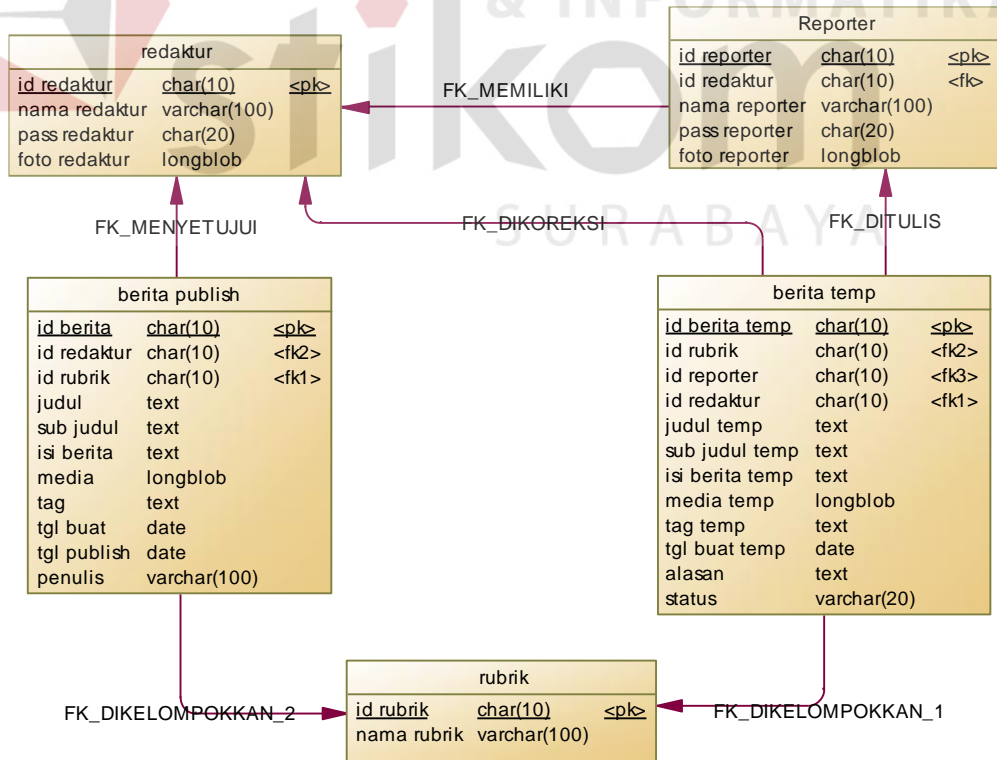 & INFORMATIKA
stikom
SURABAYA
redaktur
id redaktur char(10) <pk>
nama redaktur varchar(100)
pass redaktur char(20)
foto redaktur longblob
Reporter
id reporter char(10) <pk>
id redaktur char(10) <fk>
nama reporter varchar(100)
pass reporter char(20)
foto reporter longblob
FK_MEMILIKI
FK_MENYETUJUI
FK_DIKOREKSI
FK_DITULIS
berita publish
id berita char(10) <pk>
id redaktur char(10) <fk2>
id rubrik char(10) <fk1>
judul text
sub judul text
isi berita text
media longblob
tag text
tgl buat date
tgl publish date
penulis varchar(100)
berita temp
id berita temp char(10) <pk>
id rubrik char(10) <fk2>
id reporter char(10) <fk3>
id redaktur char(10) <fk1>
judul temp text
sub judul temp text
isi berita temp text
media temp longblob
tag temp text
tgl buat temp date
alasan text
status varchar(20)
FK_DIKELOMPOKKAN_2
FK_DIKELOMPOKKAN_1
rubrik
id rubrik char(10) <pk>
nama rubrik varchar(100)